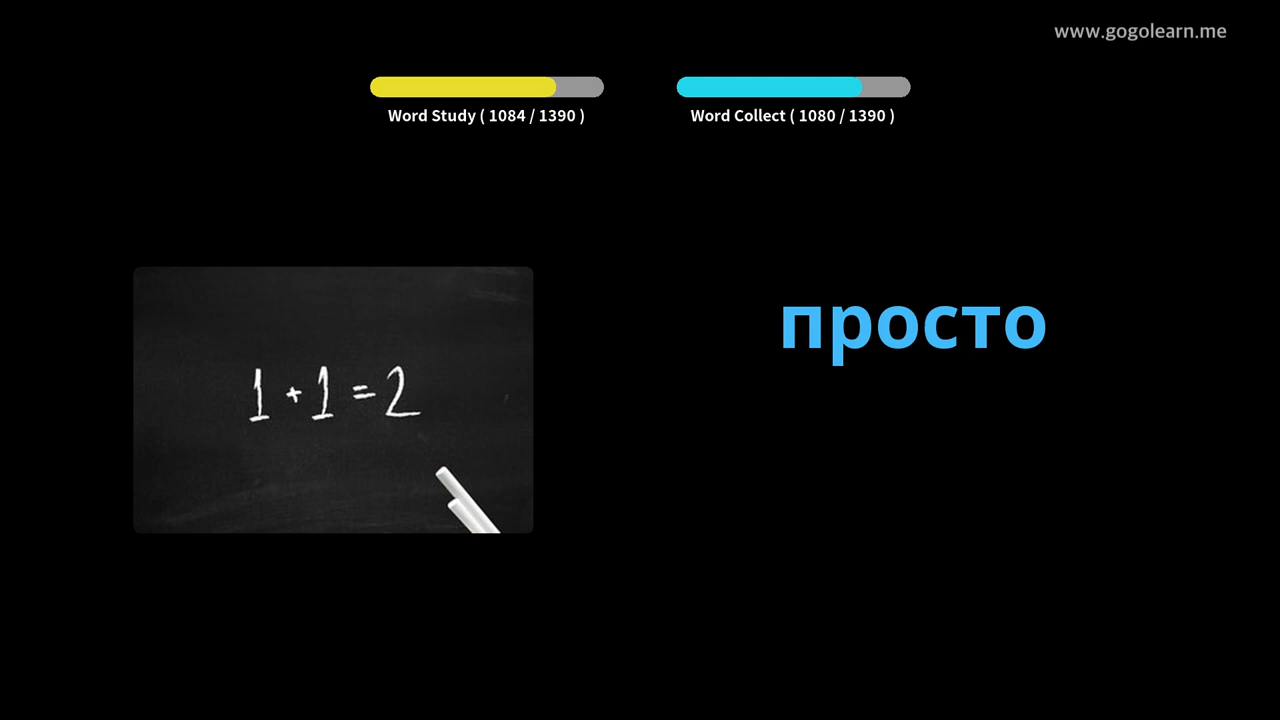 www.gogolearn.me
Word Study ( 1084 / 1390 )
Word Collect ( 1080 / 1390 )
просто
1 + 1 = 2